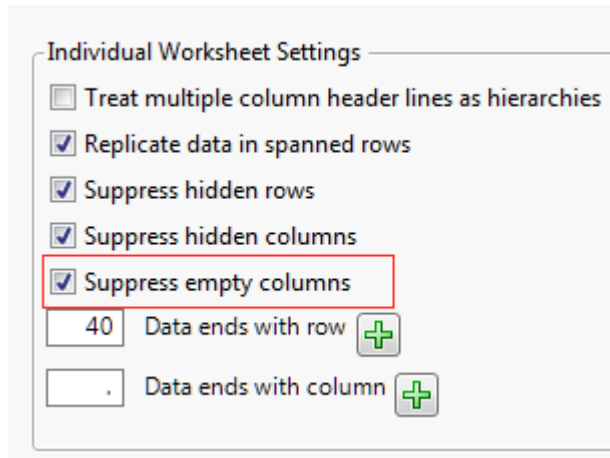 Individual Worksheet Settings
Treat multiple column header lines as hierarchies
Replicate data in spanned rows
Suppress hidden rows
Suppress hidden columns
Suppress empty columns
40 Data ends with row
. Data ends with column